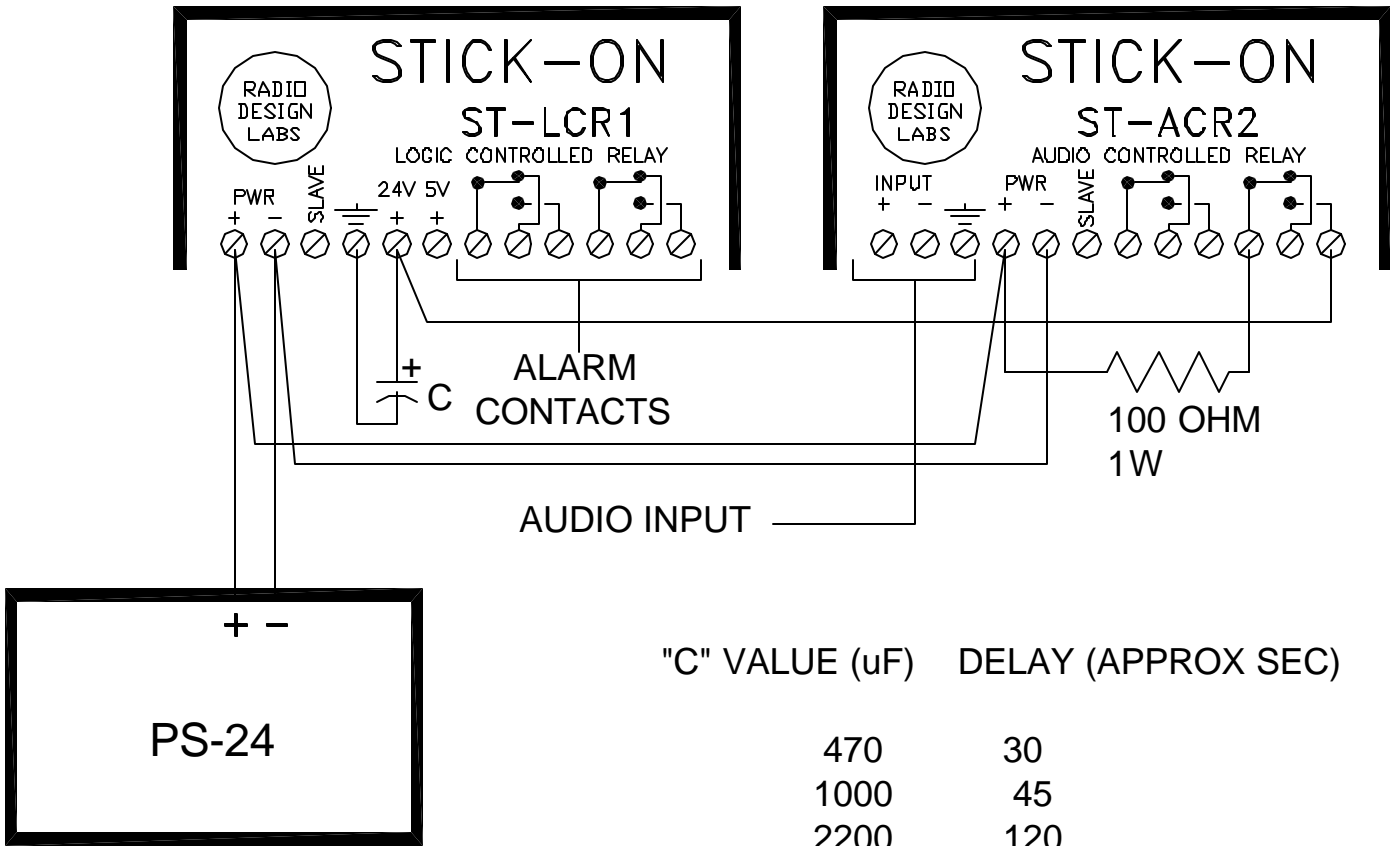 STICK-ON
RADIO
DESIGN
LABS
ST-LCR1
LOGIC CONTROLLED RELAY
PWR
+ -
SLAVE
24V 5V
+ +
STICK-ON
RADIO
DESIGN
LABS
ST-ACR2
AUDIO CONTROLLED RELAY
INPUT
+ -
PWR
+ -
SLAVE
+
C
ALARM
CONTACTS
100 OHM
1W
AUDIO INPUT
+ -
PS-24
"C" VALUE (uF) DELAY (APPROX SEC)
470 30
1000 45
2200 120